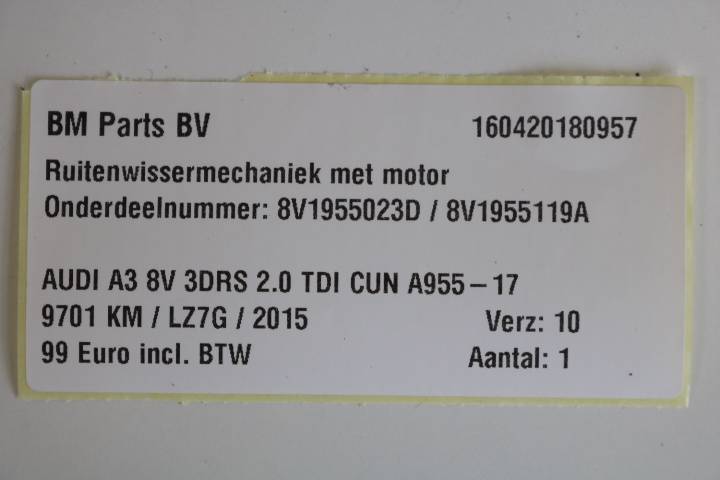 BM Parts BV 160420180957
Ruitenwissermechaniek met motor
Onderdeelnummer: 8V1955023D / 8V1955119A
AUDI A3 8V 3DRS 2.0 TDI CUN A955-17
9701 KM / LZ7G / 2015 Verz: 10
99 Euro incl. BTW Aantal: 1